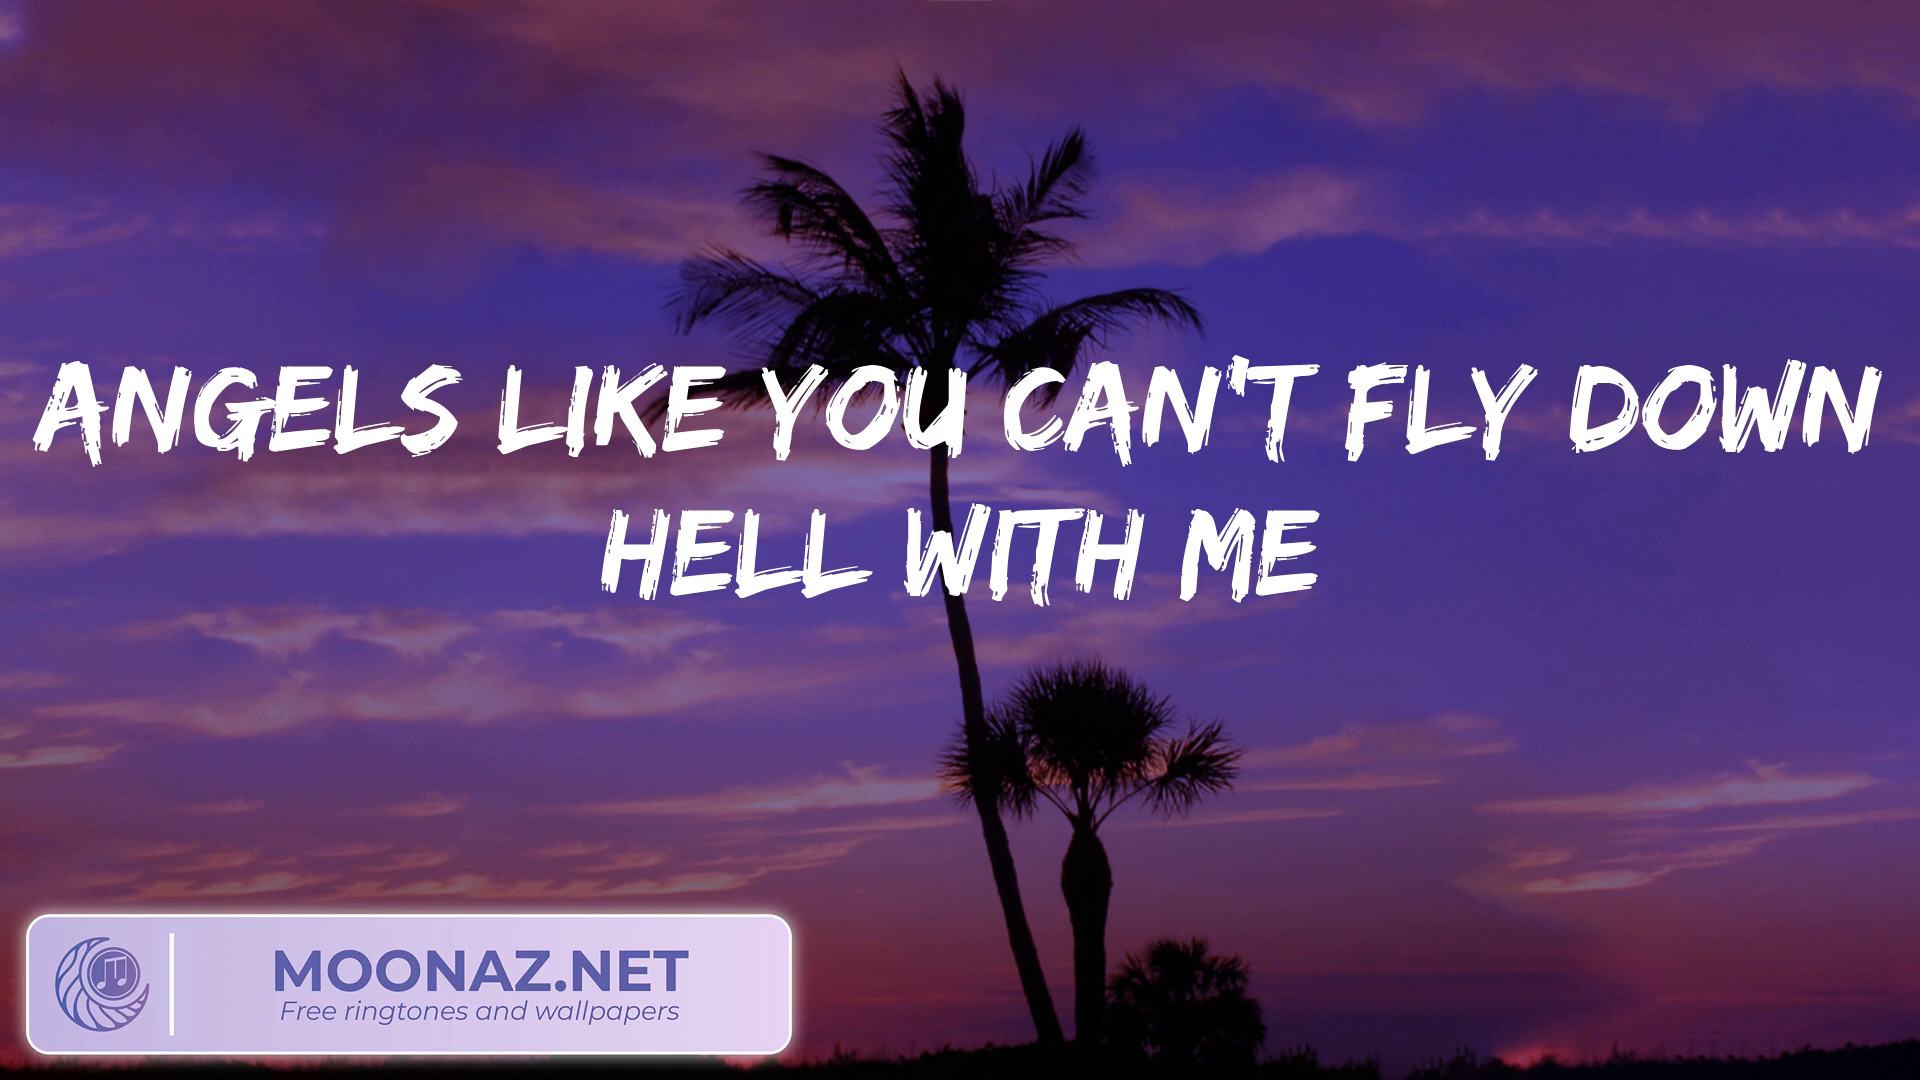 ANGELS LIKE YOU CAN'T FLY DOWN
HELL WITH ME
MOONAZ.NET
Free ringtones and wallpapers